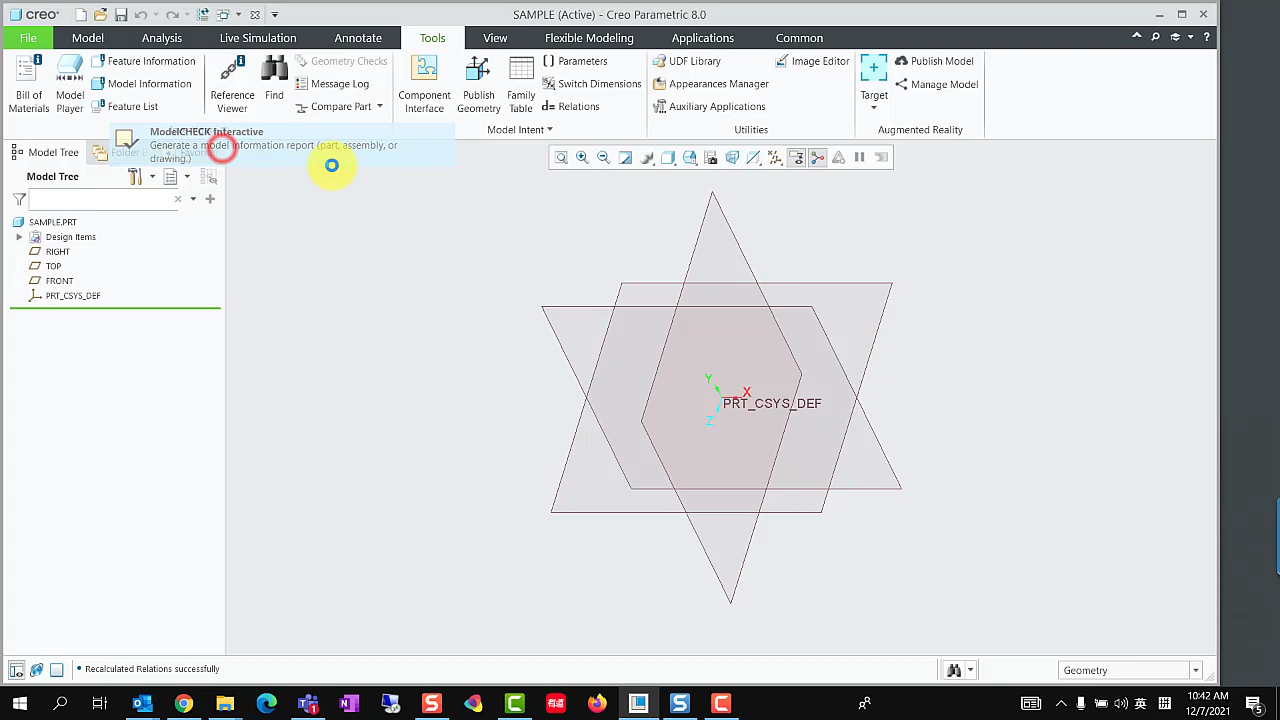 creo
SAMPLE (Active) - Creo Parametric 8.0
File
Model
Analysis
Live Simulation
Annotate
Tools
View
Flexible Modeling
Applications
Common
Bill of
Materials
Model
Player
Feature Information
Model Information
Feature List
Reference
Viewer
Find
Geometry Checks
Message Log
Compare Part
Component
Interface
Publish
Geometry
Family
Table
Parameters
Switch Dimensions
d= Relations
Model Intent
UDF Library
Appearances Manager
Auxiliary Applications
Image Editor
Utilities
Target
Publish Model
Manage Model
Augmented Reality
ModelCHECK Interactive
Generate a model information report (part, assembly, or
drawing.)
Model Tree
Model Tree
SAMPLE.PRT
Design Items
RIGHT
TOP
FRONT
PRT_CSYS_DEF
Y
X
PRT_CSYS_DEF
Z
Recalculated Relations successfully
Geometry
英
拼
10:42 AM
12/7/2021